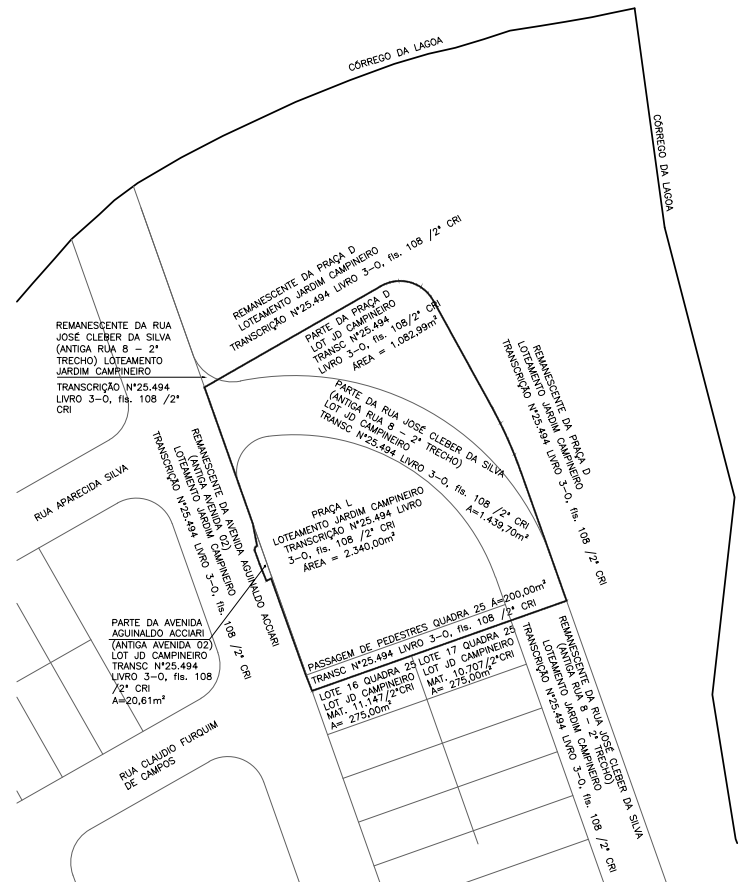 CÓRREGO DA LAGOA
CÓRREGO DA LAGOA
REMANESCENTE DA PRAÇA D
LOTEAMENTO JARDIM CAMPINEIRO
TRANSCRIÇÃO N°25.494 LIVRO 3-O, fls. 108 /2° CRI
PARTE DA PRAÇA D
LOT JD CAMPINEIRO
TRANSC N°25.494
LIVRO 3-O, fls. 108/2° CRI
ÁREA = 1.082,99m²
REMANESCENTE DA RUA
JOSÉ CLEBER DA SILVA
(ANTIGA RUA 8 - 2°
TRECHO) LOTEAMENTO
JARDIM CAMPINEIRO
TRANSCRIÇÃO N°25.494
LIVRO 3-O, fls. 108 /2°
CRI
REMANESCENTE DA PRAÇA D
LOTEAMENTO JARDIM CAMPINEIRO
TRANSCRIÇÃO N°25.494 LIVRO 3-O, fls. 108 /2° CRI
PARTE DA RUA JOSÉ CLEBER DA SILVA
(ANTIGA RUA 8 - 2° TRECHO)
LOT JD CAMPINEIRO
TRANSC N°25.494 LIVRO 3-O, fls. 108 /2° CRI
A=1.439,70m²
RUA APARECIDA SILVA
REMANESCENTE DA AVENIDA AGUINALDO ACCIARI
(ANTIGA AVENIDA 02)
LOTEAMENTO JARDIM CAMPINEIRO
TRANSCRIÇÃO N°25.494 LIVRO 3-O, fls. 108 /2° CRI
PRAÇA L
LOTEAMENTO JARDIM CAMPINEIRO
TRANSCRIÇÃO N°25.494 LIVRO
3-O, fls. 108 /2° CRI
ÁREA = 2.340,00m²
PARTE DA AVENIDA
AGUINALDO ACCIARI
(ANTIGA AVENIDA 02)
LOT JD CAMPINEIRO
TRANSC N°25.494
LIVRO 3-O, fls. 108
/2° CRI
A=20,61m²
PASSAGEM DE PEDESTRES QUADRA 25 A=200,00m²
TRANSC N°25.494 LIVRO 3-O, fls. 108 /2° CRI
LOTE 16 QUADRA 25
LOT JD CAMPINEIRO
MAT. 11.147/2°CRI
A= 275,00m²
LOTE 17 QUADRA 25
LOT JD CAMPINEIRO
MAT. 10.707/2°CRI
A= 275,00m²
REMANESCENTE DA RUA JOSÉ CLEBER DA SILVA
(ANTIGA RUA 8 - 2° TRECHO)
LOTEAMENTO JARDIM CAMPINEIRO
TRANSCRIÇÃO N°25.494 LIVRO 3-O, fls. 108 /2° CRI
RUA CLAUDIO FURQUIM
DE CAMPOS